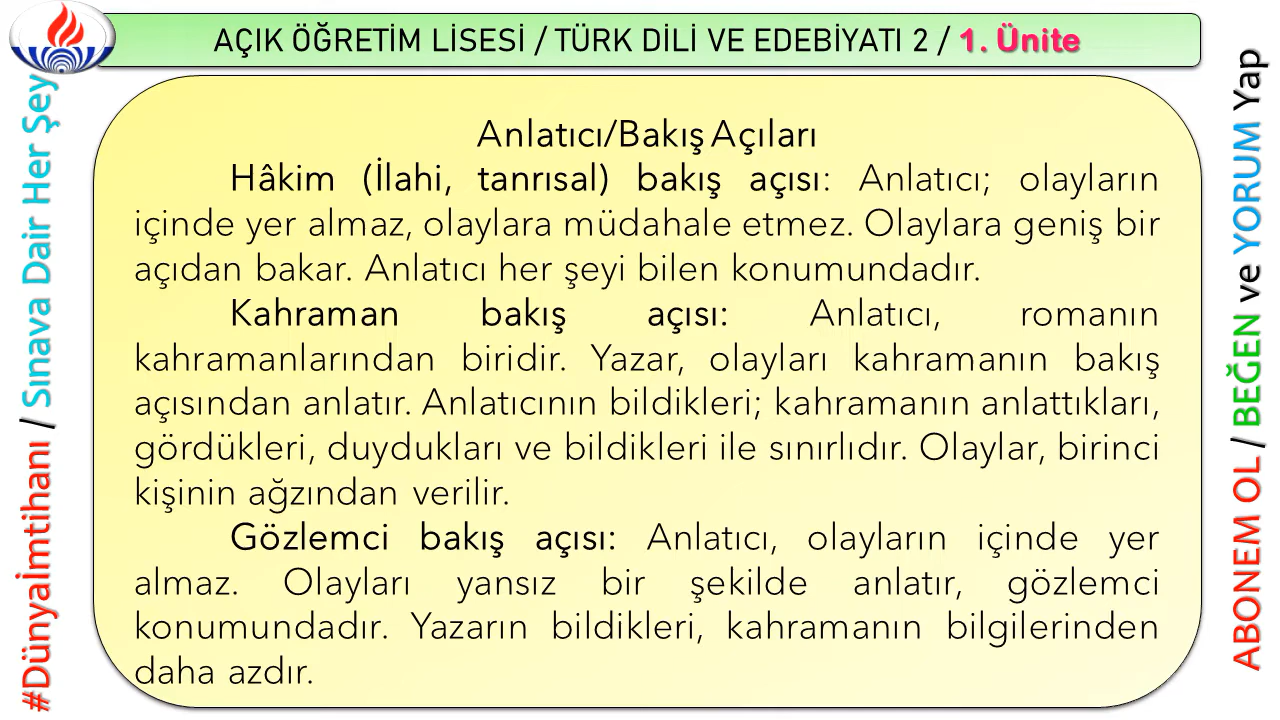 AÇIK ÖĞRETİM LİSESİ / TÜRK DİLİ VE EDEBİYATI 2 / 1. Ünite
#Dünyaİmtihanı / Sınava Dair Her Şey
Anlatıcı/Bakış Açıları
Hâkim (İlahi, tanrısal) bakış açısı: Anlatıcı; olayların
içinde yer almaz, olaylara müdahale etmez. Olaylara geniş bir
açıdan bakar. Anlatıcı her şeyi bilen konumundadır.
Kahraman bakış açısı: Anlatıcı, romanın
kahramanlarından biridir. Yazar, olayları kahramanın bakış
açısından anlatır. Anlatıcının bildikleri; kahramanın anlattıkları,
gördükleri, duydukları ve bildikleri ile sınırlıdır. Olaylar, birinci
kişinin ağzından verilir.
Gözlemci bakış açısı: Anlatıcı, olayların içinde yer
almaz. Olayları yansız bir şekilde anlatır, gözlemci
konumundadır. Yazarın bildikleri, kahramanın bilgilerinden
daha azdır.
ABONEM OL / BEĞEN ve YORUM Yap